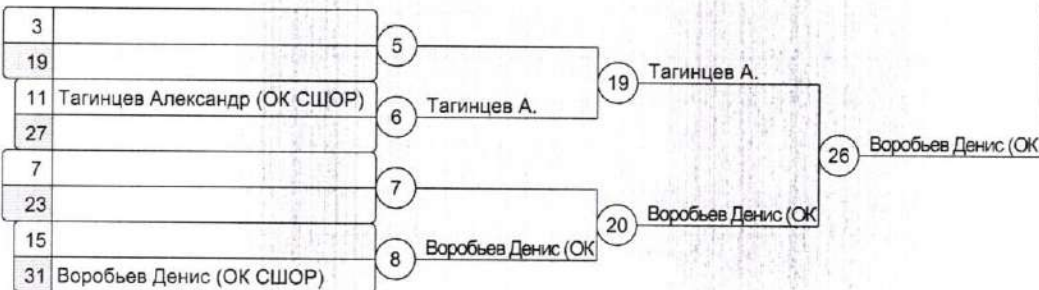 3
19
5
11 Тагинцев Александр (ОК СШОР)
27
6
Тагинцев А.
19
Тагинцев А.
7
23
7
15
31 Воробьев Денис (ОК СШОР)
8
Воробьев Денис (ОК
20
Воробьев Денис (ОК
26
Воробьев Денис (ОК